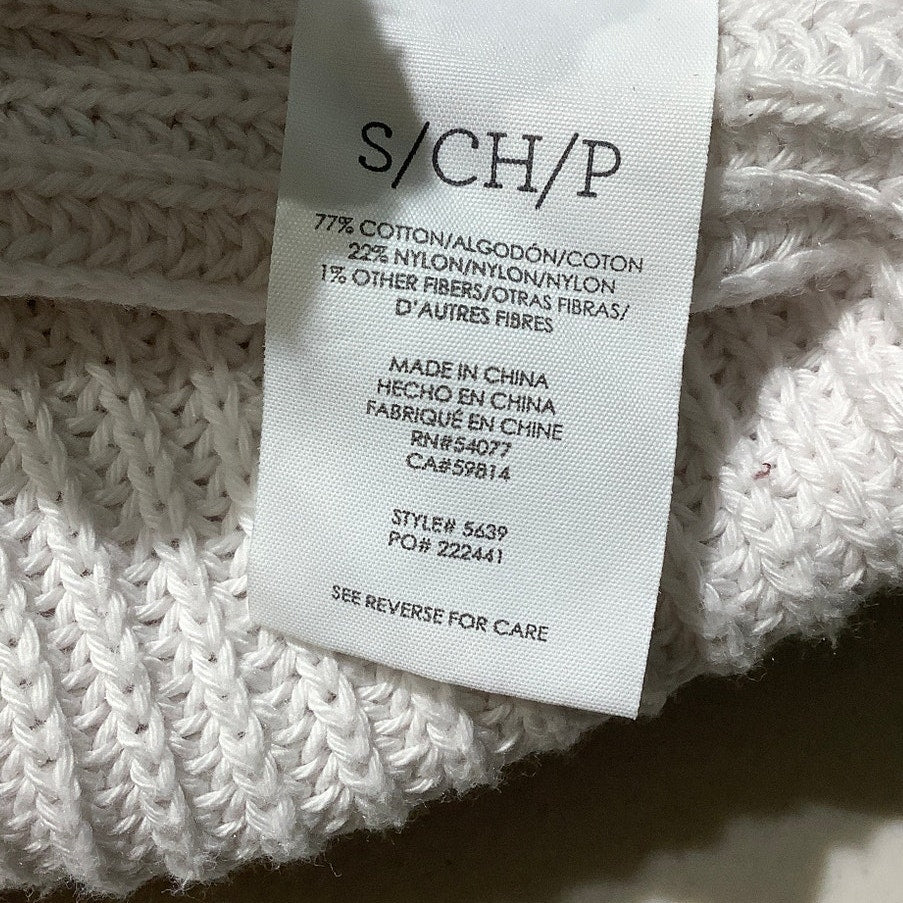 S/CH/P
77% COTTON/ALGODÓN/COTON
22% NYLON/NYLON/NYLON
1% OTHER FIBERS/OTRAS FIBRAS/
D'AUTRES FIBRES
MADE IN CHINA
HECHO EN CHINA
FABRIQUÉ EN CHINE
RN#54077
CA#59814
STYLE# 5639
PO# 222441
SEE REVERSE FOR CARE